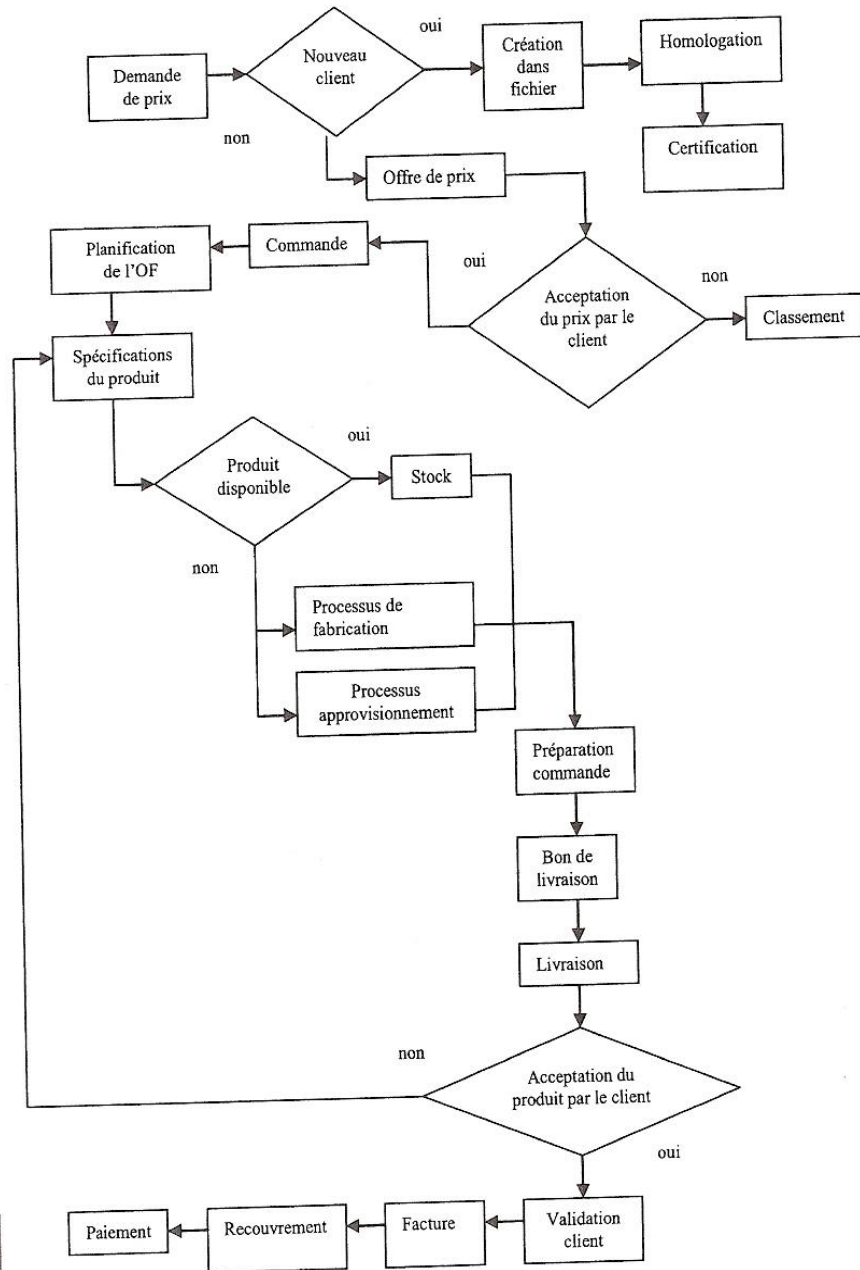 oui
Nouveau
client
Création
dans
fichier
Homologation
Demande
de prix
non
Certification
Offre de prix
Planification
de l'OF
Commande
oui
non
Acceptation
du prix par le
client
Classement
Spécifications
du produit
oui
Produit
disponible
Stock
non
Processus de
fabrication
Processus
approvisionnement
Préparation
commande
Bon de
livraison
Livraison
non
Acceptation du
produit par le client
oui
Paiement
Recouvrement
Facture
Validation
client